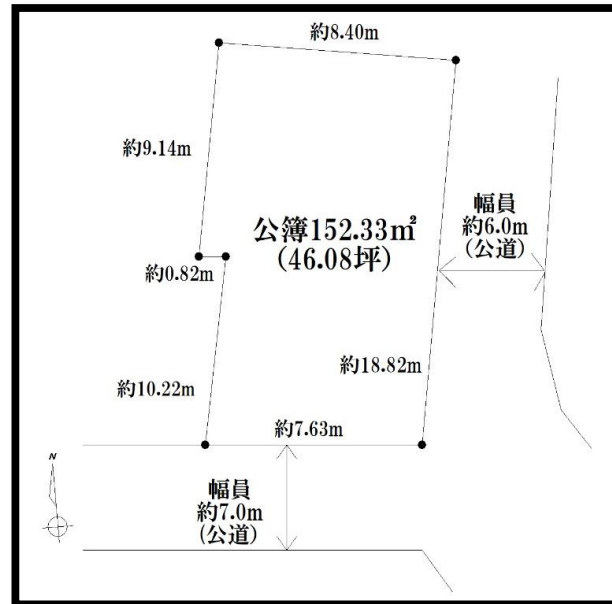 約8.40m
約9.14m
幅員
約6.0m
(公道)
公簿152.33㎡
(46.08坪)
約0.82m
約18.82m
約10.22m
約7.63m
N
幅員
約7.0m
(公道)